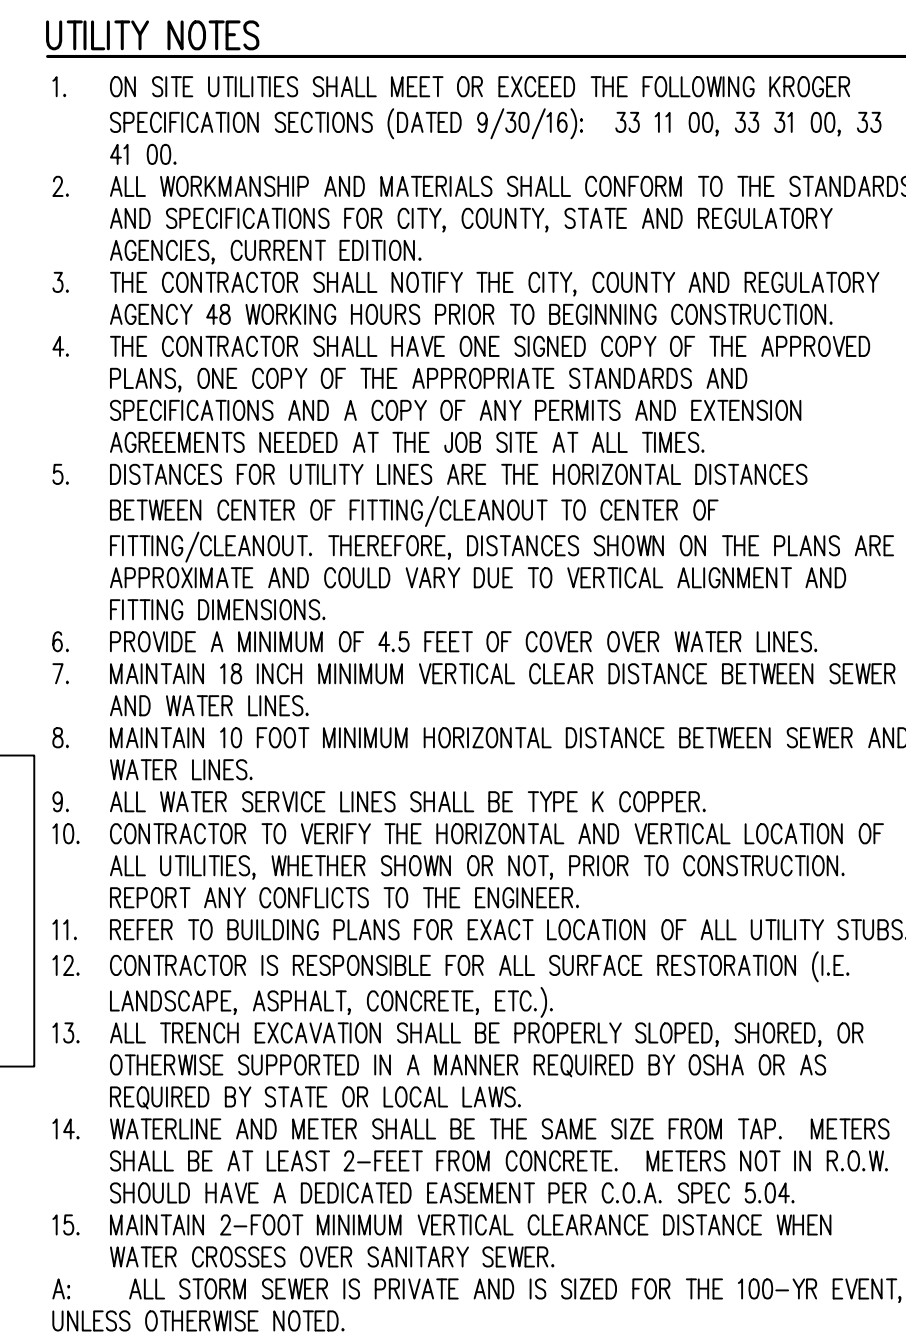 UTILITY NOTES
1. ON SITE UTILITIES SHALL MEET OR EXCEED THE FOLLOWING KROGER
SPECIFICATION SECTIONS (DATED 9/30/16): 33 11 00, 33 31 00, 33
41 00.
2. ALL WORKMANSHIP AND MATERIALS SHALL CONFORM TO THE STANDARDS
AND SPECIFICATIONS FOR CITY, COUNTY, STATE AND REGULATORY
AGENCIES, CURRENT EDITION.
3. THE CONTRACTOR SHALL NOTIFY THE CITY, COUNTY AND REGULATORY
AGENCY 48 WORKING HOURS PRIOR TO BEGINNING CONSTRUCTION.
4. THE CONTRACTOR SHALL HAVE ONE SIGNED COPY OF THE APPROVED
PLANS, ONE COPY OF THE APPROPRIATE STANDARDS AND
SPECIFICATIONS AND A COPY OF ANY PERMITS AND EXTENSION
AGREEMENTS NEEDED AT THE JOB SITE AT ALL TIMES.
5. DISTANCES FOR UTILITY LINES ARE THE HORIZONTAL DISTANCES
BETWEEN CENTER OF FITTING/CLEANOUT TO CENTER OF
FITTING/CLEANOUT. THEREFORE, DISTANCES SHOWN ON THE PLANS ARE
APPROXIMATE AND COULD VARY DUE TO VERTICAL ALIGNMENT AND
FITTING DIMENSIONS.
6. PROVIDE A MINIMUM OF 4.5 FEET OF COVER OVER WATER LINES.
7. MAINTAIN 18 INCH MINIMUM VERTICAL CLEAR DISTANCE BETWEEN SEWER
AND WATER LINES.
8. MAINTAIN 10 FOOT MINIMUM HORIZONTAL DISTANCE BETWEEN SEWER AND
WATER LINES.
9. ALL WATER SERVICE LINES SHALL BE TYPE K COPPER.
10. CONTRACTOR TO VERIFY THE HORIZONTAL AND VERTICAL LOCATION OF
ALL UTILITIES, WHETHER SHOWN OR NOT, PRIOR TO CONSTRUCTION.
REPORT ANY CONFLICTS TO THE ENGINEER.
11. REFER TO BUILDING PLANS FOR EXACT LOCATION OF ALL UTILITY STUBS.
12. CONTRACTOR IS RESPONSIBLE FOR ALL SURFACE RESTORATION (I.E.
LANDSCAPE, ASPHALT, CONCRETE, ETC.).
13. ALL TRENCH EXCAVATION SHALL BE PROPERLY SLOPED, SHORED, OR
OTHERWISE SUPPORTED IN A MANNER REQUIRED BY OSHA OR AS
REQUIRED BY STATE OR LOCAL LAWS.
14. WATERLINE AND METER SHALL BE THE SAME SIZE FROM TAP. METERS
SHALL BE AT LEAST 2-FEET FROM CONCRETE. METERS NOT IN R.O.W.
SHOULD HAVE A DEDICATED EASEMENT PER C.O.A. SPEC 5.04.
15. MAINTAIN 2-FOOT MINIMUM VERTICAL CLEARANCE DISTANCE WHEN
WATER CROSSES OVER SANITARY SEWER.
A: ALL STORM SEWER IS PRIVATE AND IS SIZED FOR THE 100-YR EVENT,
UNLESS OTHERWISE NOTED.